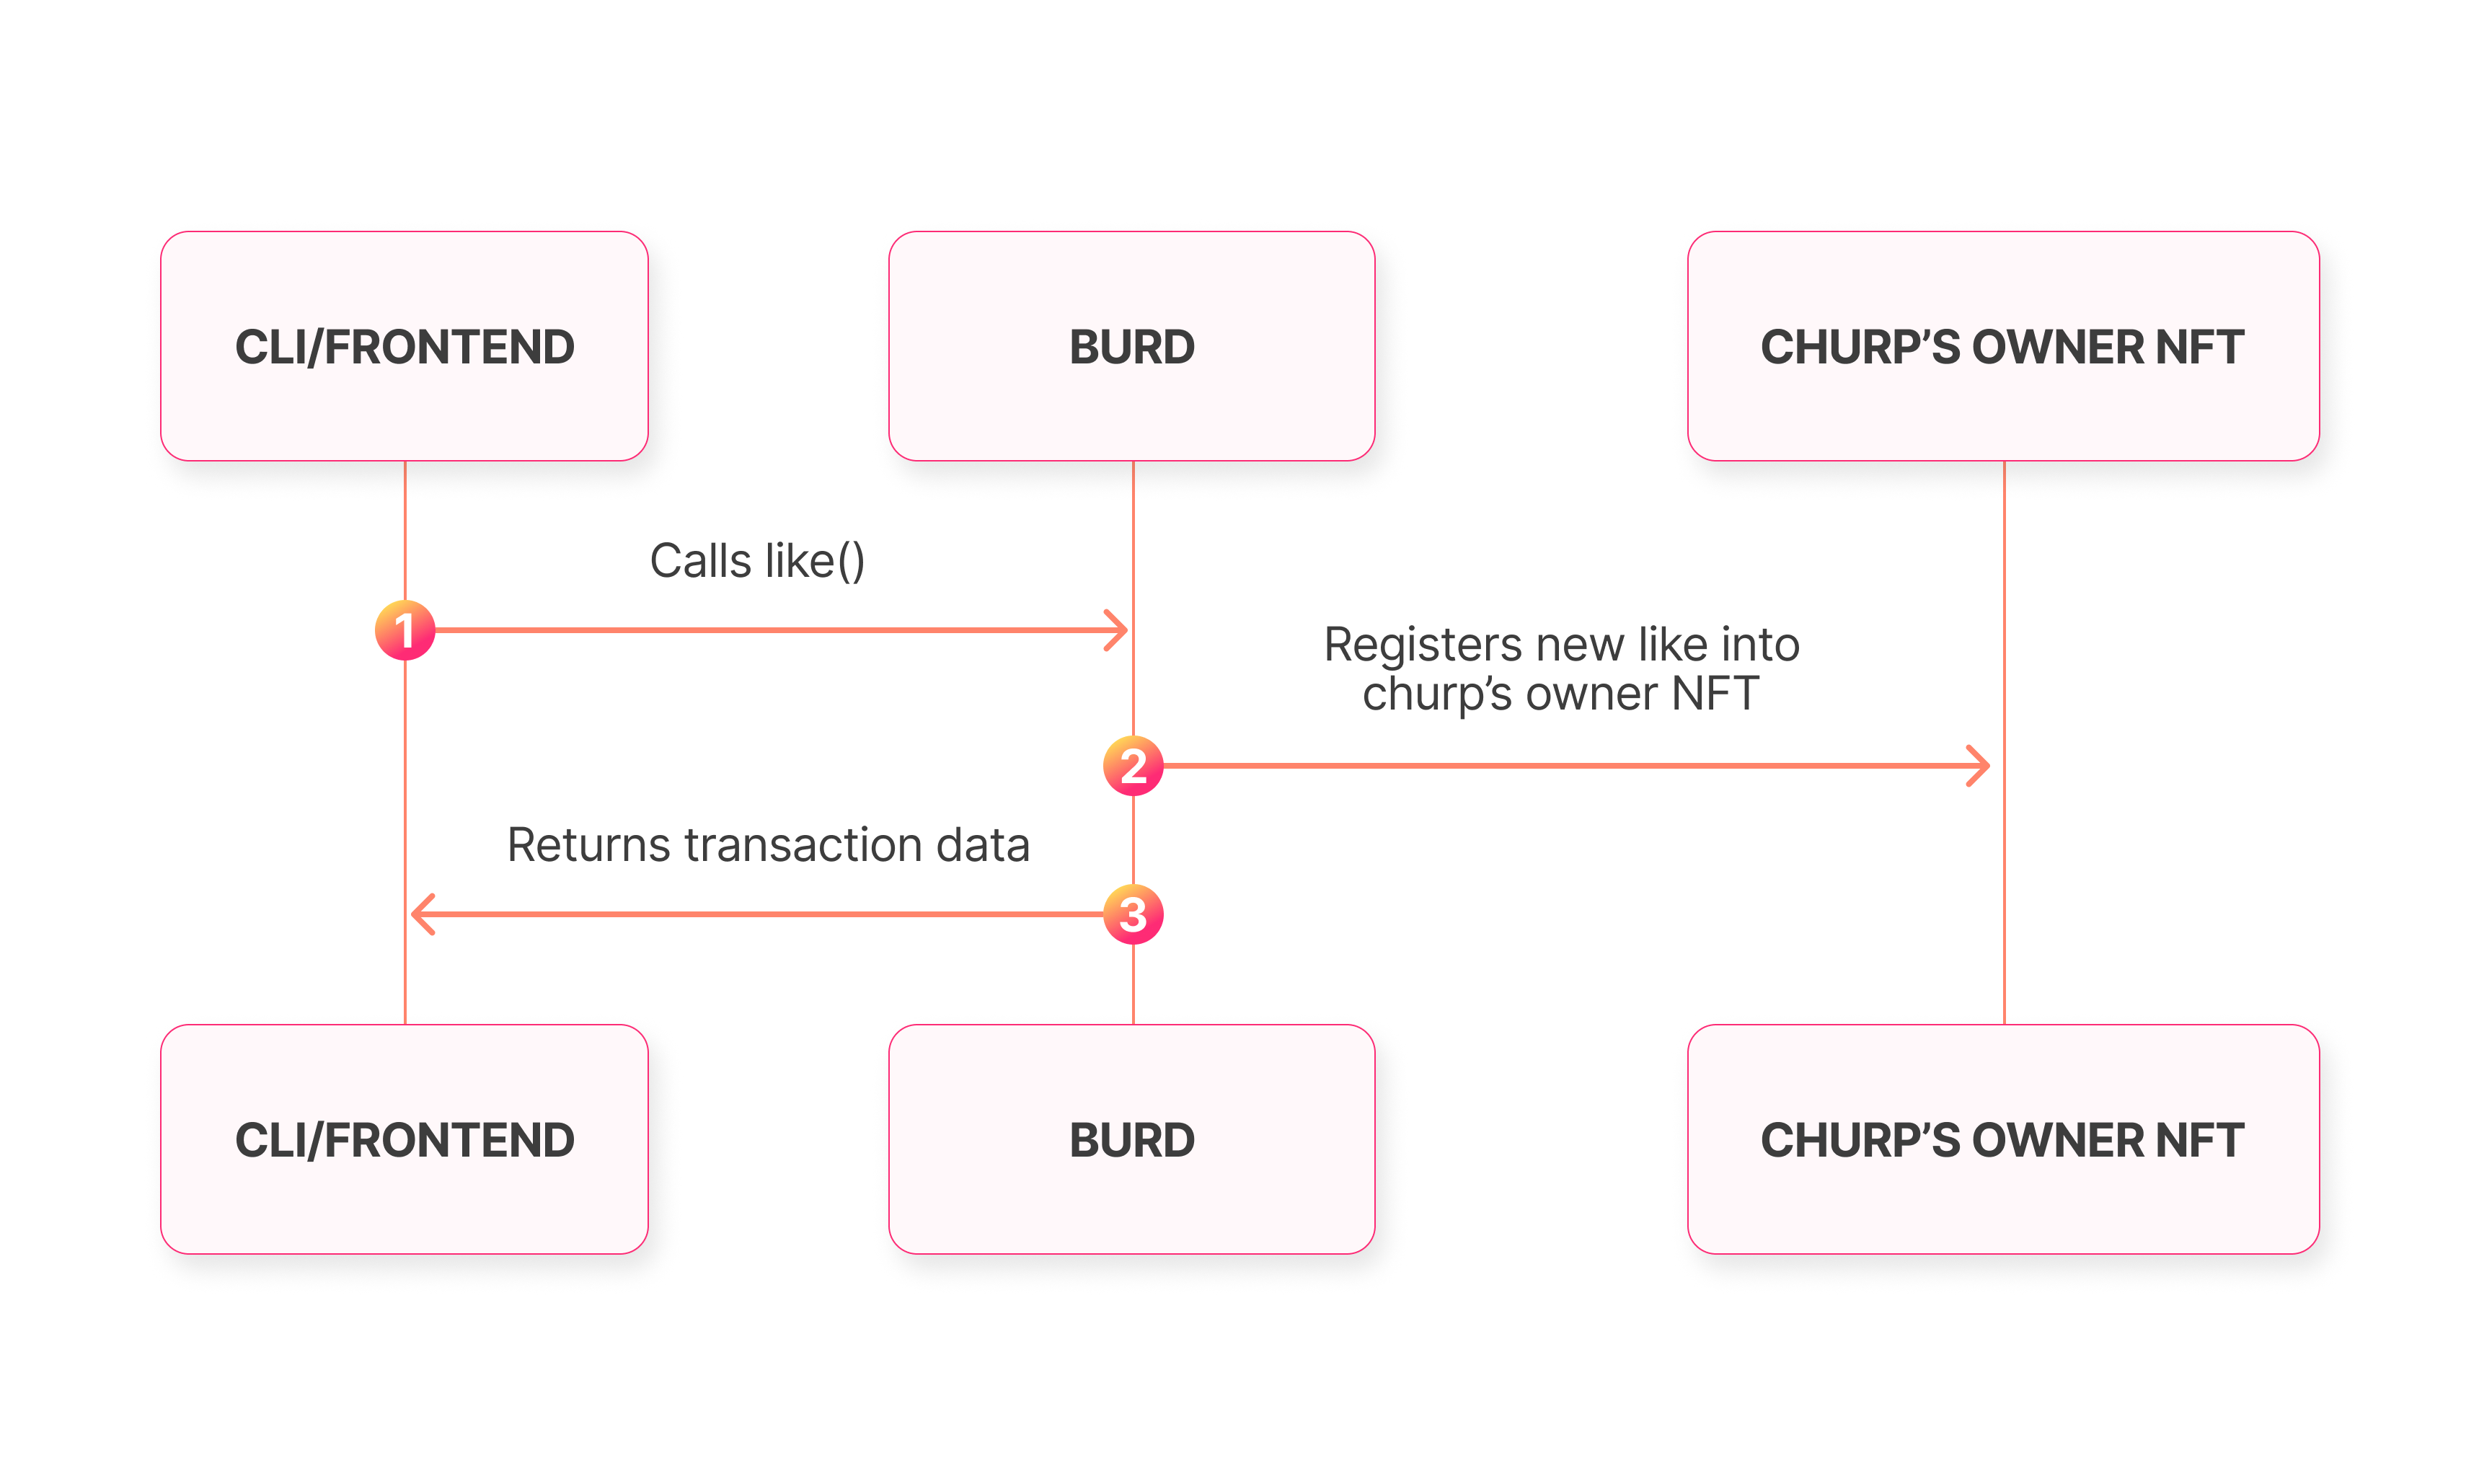 CLI/FRONTEND
BURD
CHURP’S OWNER NFT
Calls like()
1
Registers new like into
churp’s owner NFT
2
Returns transaction data
3
CLI/FRONTEND
BURD
CHURP’S OWNER NFT